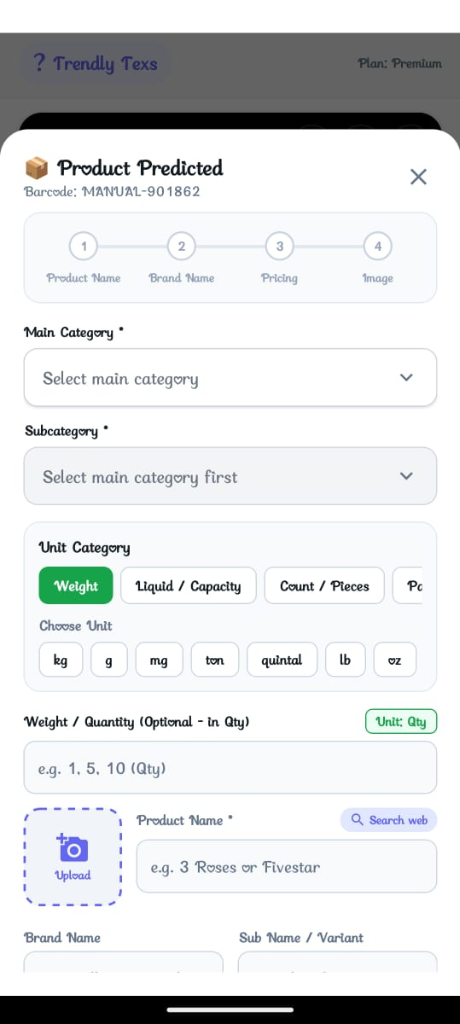 ? Trendly Texs
Plan: Premium
📦 Product Predicted
Barcode: MANUAL-901862
1 2 3 4
Product Name Brand Name Pricing Image
Main Category *
Select main category
Subcategory *
Select main category first
Unit Category
Weight Liquid / Capacity Count / Pieces
Choose Unit
kg g mg ton quintal lb oz
Weight / Quantity (Optional - in Qty) Unit: Qty
e.g. 1, 5, 10 (Qty)
Product Name * Search web
Upload
e.g. 3 Roses or Fivestar
Brand Name Sub Name / Variant